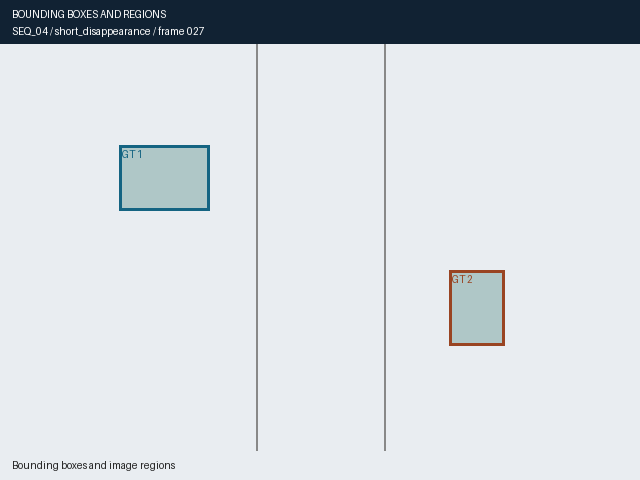 BOUNDING BOXES AND REGIONS
SEQ_04 / short_disappearance / frame 027
GT1
GT2
Bounding boxes and image regions